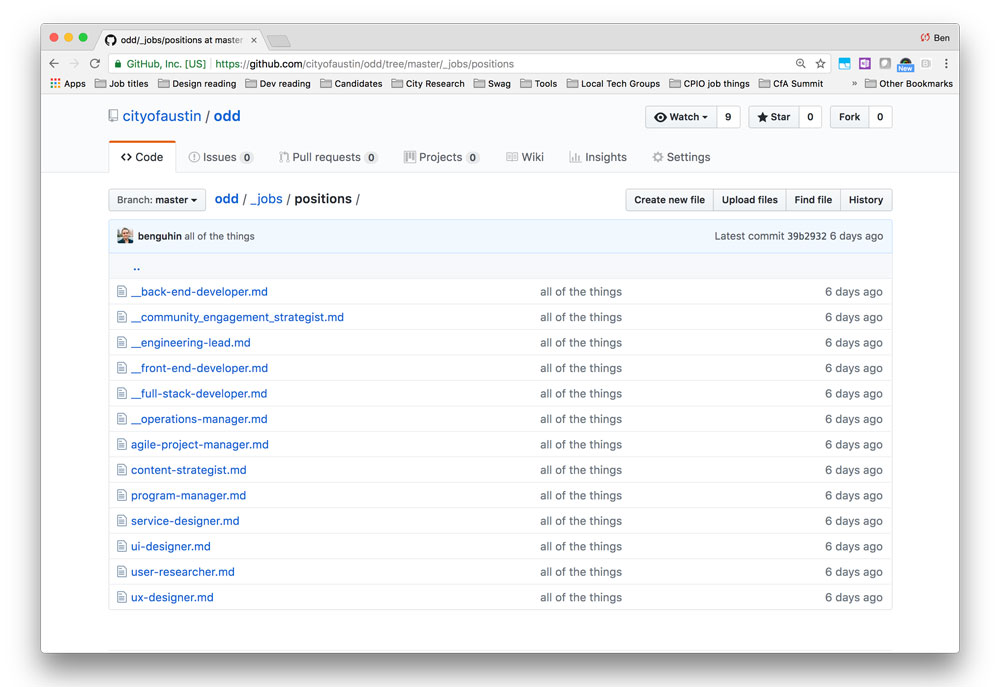 odd/_jobs/positions at master
Ben
GitHub, Inc. [US] https://github.com/cityofaustin/odd/tree/master/_jobs/positions
Apps Job titles Design reading Dev reading Candidates City Research Swag Tools Local Tech Groups CPIO job things CfA Summit » Other Bookmarks
New
cityofaustin / odd
Watch 9 Star 0 Fork 0
Code Issues 0 Pull requests 0 Projects 0 Wiki Insights Settings
Branch: master odd / _jobs / positions / Create new file Upload files Find file History
benguhin all of the things Latest commit 39b2932 6 days ago
..
__back-end-developer.md all of the things 6 days ago
__community_engagement_strategist.md all of the things 6 days ago
__engineering-lead.md all of the things 6 days ago
__front-end-developer.md all of the things 6 days ago
__full-stack-developer.md all of the things 6 days ago
__operations-manager.md all of the things 6 days ago
agile-project-manager.md all of the things 6 days ago
content-strategist.md all of the things 6 days ago
program-manager.md all of the things 6 days ago
service-designer.md all of the things 6 days ago
ui-designer.md all of the things 6 days ago
user-researcher.md all of the things 6 days ago
ux-designer.md all of the things 6 days ago